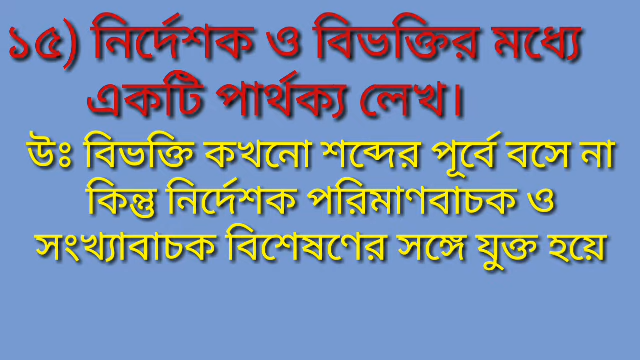 ১৫) নির্দেশক ও বিভক্তির মধ্যে
একটি পার্থক্য লেখ।
উঃ বিভক্তি কখনো শব্দের পূর্বে বসে না
কিন্তু নির্দেশক পরিমাণবাচক ও
সংখ্যাবাচক বিশেষণের সঙ্গে যুক্ত হয়ে